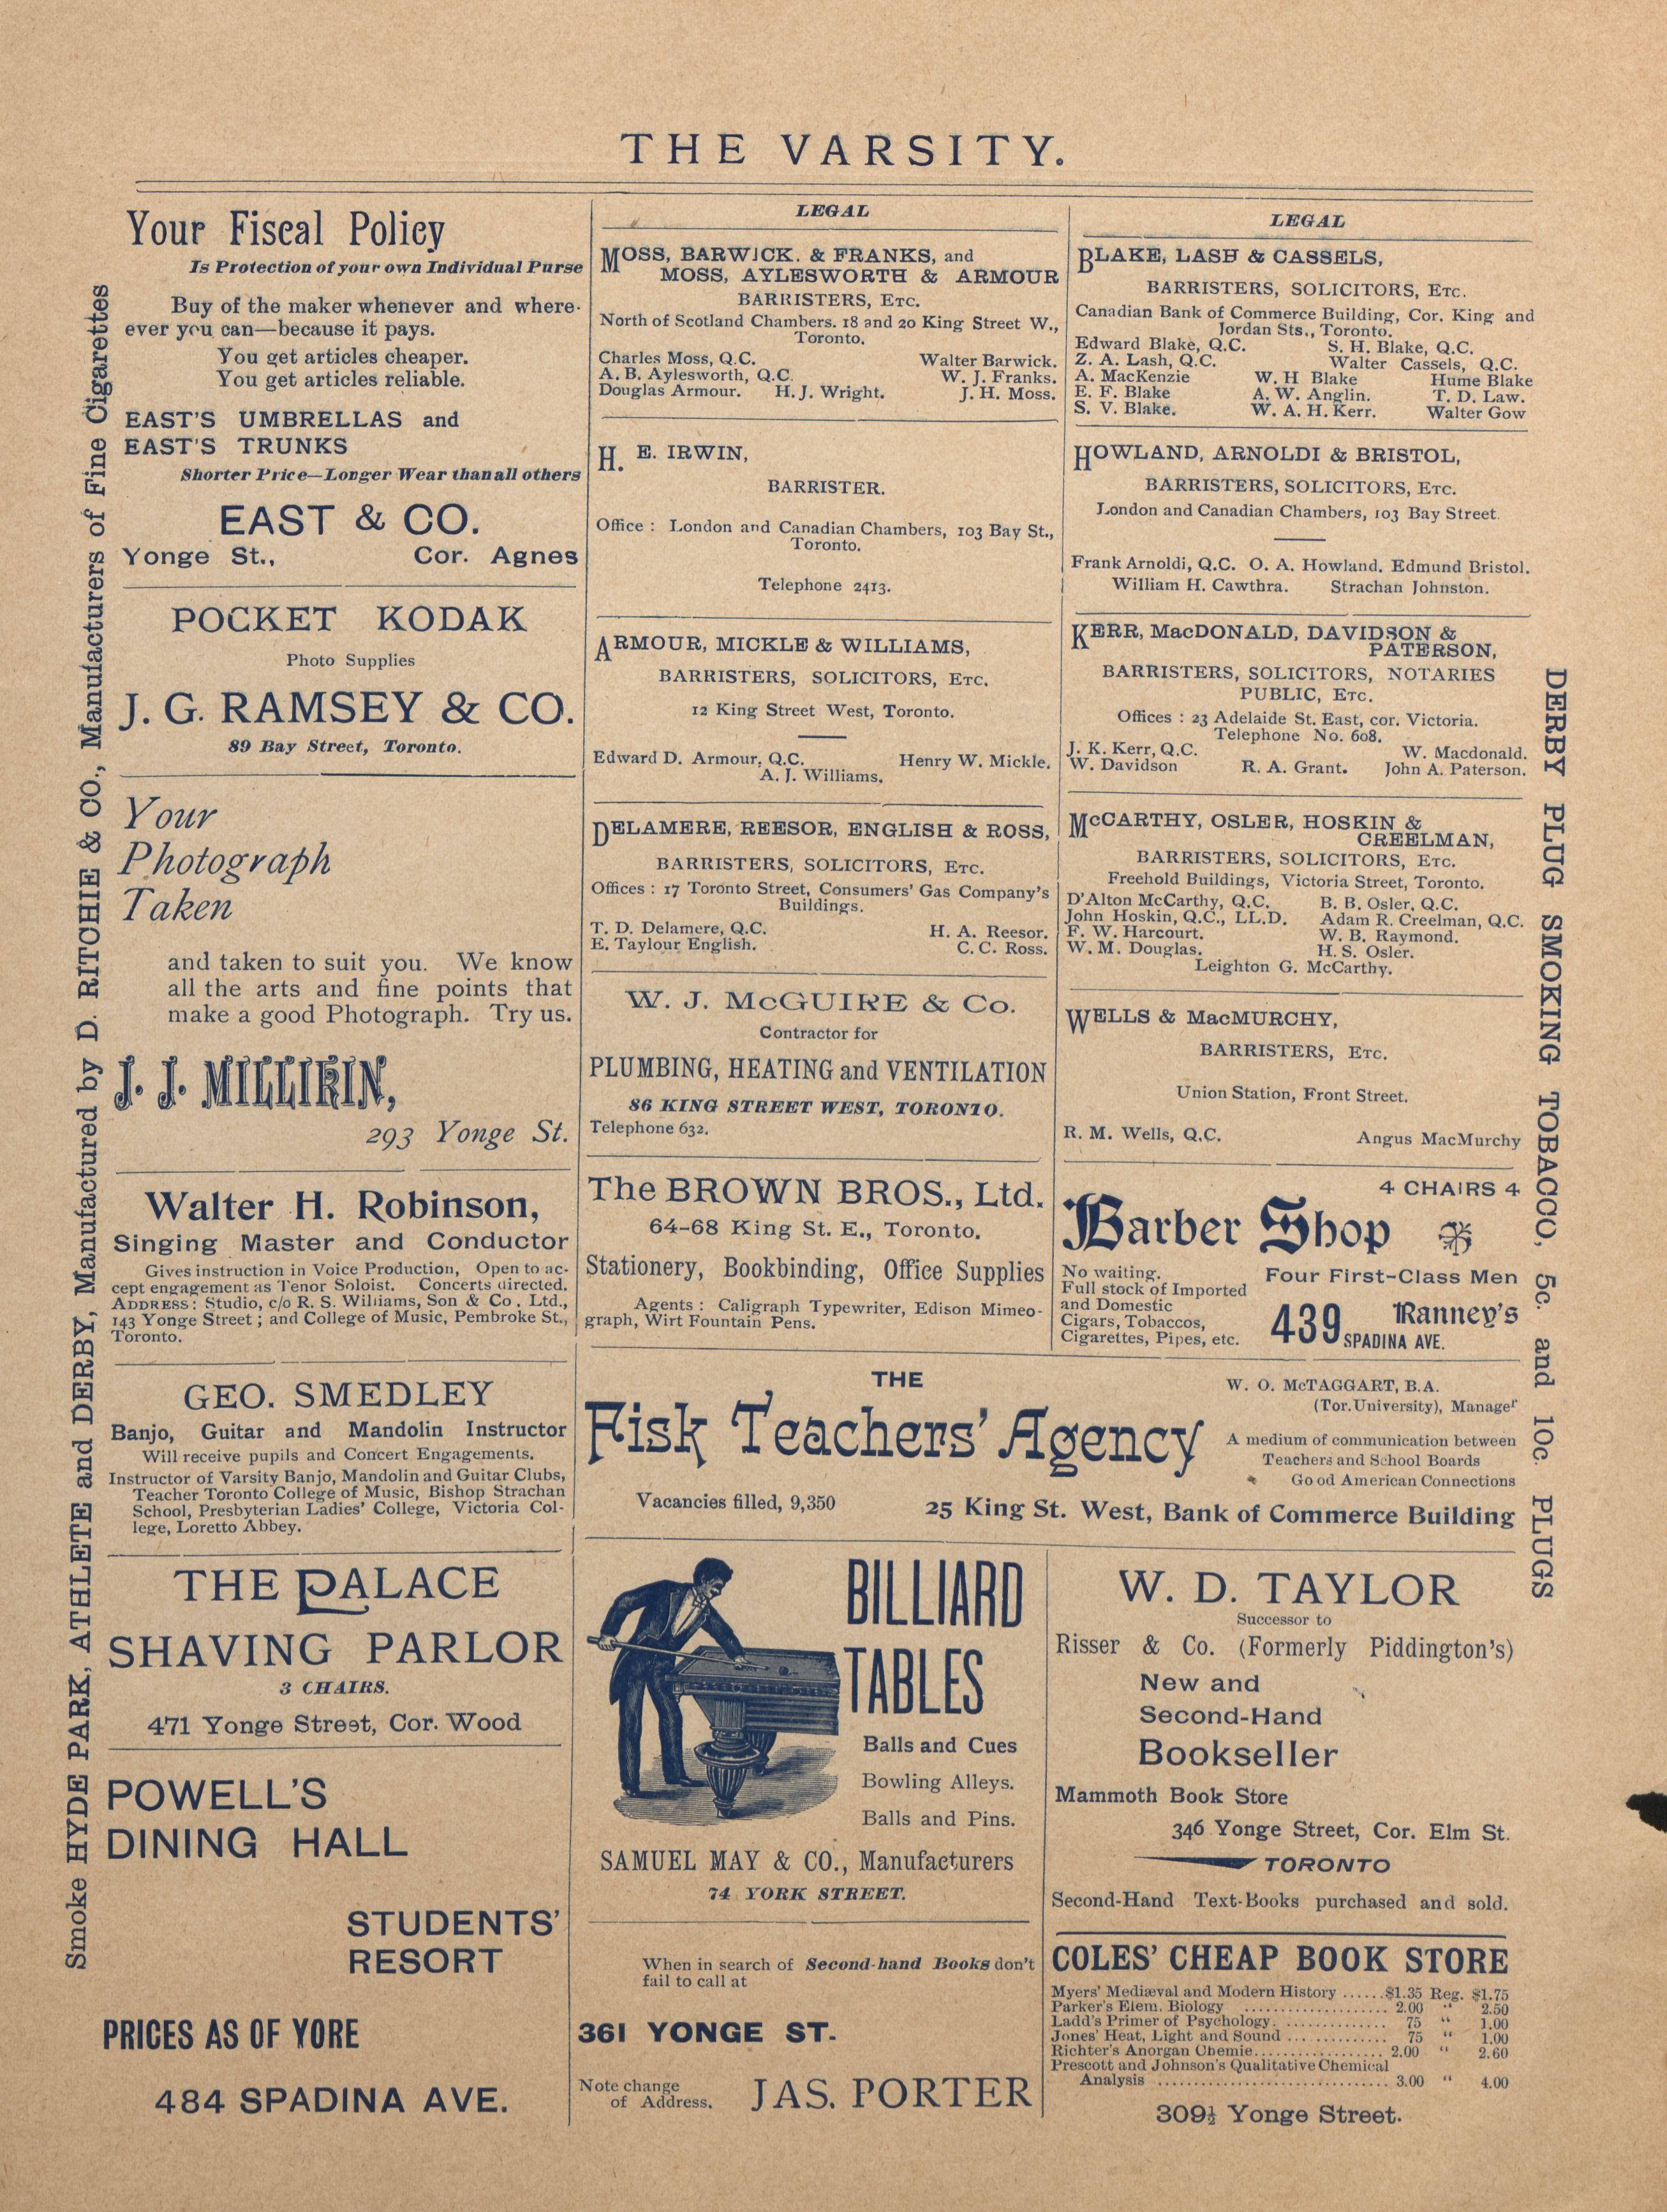 THE VARSITY.
Smoke HYDE PARK, ATHLETE and DERBY, Manufactured by D. RITCHIE & CO., Manufacturers of Fine Cigarettes
Your Fiscal Policy
Is Protection of your own Individual Purse
Buy of the maker whenever and where-
ever you can—because it pays.
You get articles cheaper.
You get articles reliable.
EAST'S UMBRELLAS and
EAST'S TRUNKS
Shorter Price—Longer Wear than all others
EAST & CO.
Yonge St., Cor. Agnes
POCKET KODAK
Photo Supplies
J. G. RAMSEY & CO.
89 Bay Street, Toronto.
Your
Photograph
Taken
and taken to suit you. We know
all the arts and fine points that
make a good Photograph. Try us.
J. J. MILLIKIN,
293 Yonge St.
Walter H. Robinson,
Singing Master and Conductor
Gives instruction in Voice Production, Open to ac-
cept engagement as Tenor Soloist. Concerts directed.
ADDRESS: Studio, c/o R. S. Williams, Son & Co. Ltd.,
143 Yonge Street; and College of Music, Pembroke St.,
Toronto.
GEO. SMEDLEY
Banjo, Guitar and Mandolin Instructor
Will receive pupils and Concert Engagements.
Instructor of Varsity Banjo, Mandolin and Guitar Clubs,
Teacher Toronto College of Music, Bishop Strachan
School, Presbyterian Ladies' College, Victoria Col-
lege, Loretto Abbey.
THE PALACE
SHAVING PARLOR
3 CHAIRS.
471 Yonge Street, Cor. Wood
POWELL'S
DINING HALL
STUDENTS'
RESORT
PRICES AS OF YORE
484 SPADINA AVE.
LEGAL
MOSS, BARWICK. & FRANKS, and
MOSS, AYLESWORTH & ARMOUR
BARRISTERS, ETC.
North of Scotland Chambers. 18 and 20 King Street W.,
Toronto.
Charles Moss, Q.C. Walter Barwick.
A. B. Aylesworth, Q.C. W. J. Franks.
Douglas Armour. H. J. Wright. J. H. Moss.
H. E. IRWIN,
BARRISTER.
Office: London and Canadian Chambers, 103 Bay St.,
Toronto.
Telephone 2413.
ARMOUR, MICKLE & WILLIAMS,
BARRISTERS, SOLICITORS, ETC.
12 King Street West, Toronto.
Edward D. Armour, Q.C. Henry W. Mickle.
A. J. Williams.
DELAMERE, REESOR, ENGLISH & ROSS,
BARRISTERS, SOLICITORS, ETC.
Offices: 17 Toronto Street, Consumers' Gas Company's
Buildings.
T. D. Delamere, Q.C. H. A. Reesor.
E. Taylour English. C. C. Ross.
W. J. McGUIRE & Co.
Contractor for
PLUMBING, HEATING and VENTILATION
86 KING STREET WEST, TORONTO.
Telephone 632.
The BROWN BROS., Ltd.
64-68 King St. E., Toronto.
Stationery, Bookbinding, Office Supplies
Agents: Caligraph Typewriter, Edison Mimeo-
graph, Wirt Fountain Pens.
LEGAL
BLAKE, LASH & CASSELS,
BARRISTERS, SOLICITORS, ETC.
Canadian Bank of Commerce Building, Cor. King and
Jordan Sts., Toronto.
Edward Blake, Q.C. S. H. Blake, Q.C.
Z. A. Lash, Q.C. Walter Cassels, Q.C.
A. MacKenzie W. H Blake Hume Blake
E. F. Blake A. W. Anglin. T. D. Law.
S. V. Blake. W. A. H. Kerr. Walter Gow
HOWLAND, ARNOLDI & BRISTOL,
BARRISTERS, SOLICITORS, ETC.
London and Canadian Chambers, 103 Bay Street.
Frank Arnoldi, Q.C. O. A. Howland. Edmund Bristol.
William H. Cawthra. Strachan Johnston.
KERR, MacDONALD, DAVIDSON &
PATERSON,
BARRISTERS, SOLICITORS, NOTARIES
PUBLIC, ETC.
Offices: 23 Adelaide St. East, cor. Victoria.
Telephone No. 608.
J. K. Kerr, Q.C. W. Macdonald.
W. Davidson R. A. Grant. John A. Paterson.
McCARTHY, OSLER, HOSKIN &
CREELMAN,
BARRISTERS, SOLICITORS, ETC.
Freehold Buildings, Victoria Street, Toronto.
D'Alton McCarthy, Q.C. B. B. Osler, Q.C.
John Hoskin, Q.C., LL.D. Adam R. Creelman, Q.C.
F. W. Harcourt. W. B. Raymond.
W. M. Douglas. H. S. Osler.
Leighton G. McCarthy.
WELLS & MacMURCHY,
BARRISTERS, ETC.
Union Station, Front Street.
R. M. Wells, Q.C. Angus MacMurchy
4 CHAIRS 4
Barber Shop
No waiting.
Full stock of Imported
and Domestic
Cigars, Tobaccos,
Cigarettes, Pipes, etc.
Four First-Class Men
439 Ranney's
SPADINA AVE.
THE
Fisk Teachers' Agency
Vacancies filled, 9,350
W. O. McTAGGART, B.A.
(Tor.University), Manager
A medium of communication between
Teachers and School Boards
Good American Connections
25 King St. West, Bank of Commerce Building
BILLIARD
TABLES
Balls and Cues
Bowling Alleys.
Balls and Pins.
SAMUEL MAY & CO., Manufacturers
74 YORK STREET.
When in search of Second-hand Books don't
fail to call at
361 YONGE ST.
Note change
of Address.
JAS. PORTER
W. D. TAYLOR
Successor to
Risser & Co. (Formerly Piddington's)
New and
Second-Hand
Bookseller
Mammoth Book Store
346 Yonge Street, Cor. Elm St.
TORONTO
Second-Hand Text-Books purchased and sold.
COLES' CHEAP BOOK STORE
Myers' Mediæval and Modern History ......$1.35 Reg. $1.75
Parker's Elem. Biology .................... 2.00 " 2.50
Ladd's Primer of Psychology. .............. 75 " 1.00
Jones' Heat, Light and Sound .............. 75 " 1.00
Richter's Anorgan Chemie.................. 2.00 " 2.60
Prescott and Johnson's Qualitative Chemical
Analysis ................................ 3.00 " 4.00
309½ Yonge Street.
DERBY PLUG SMOKING TOBACCO, 5c. and 10c. PLUGS